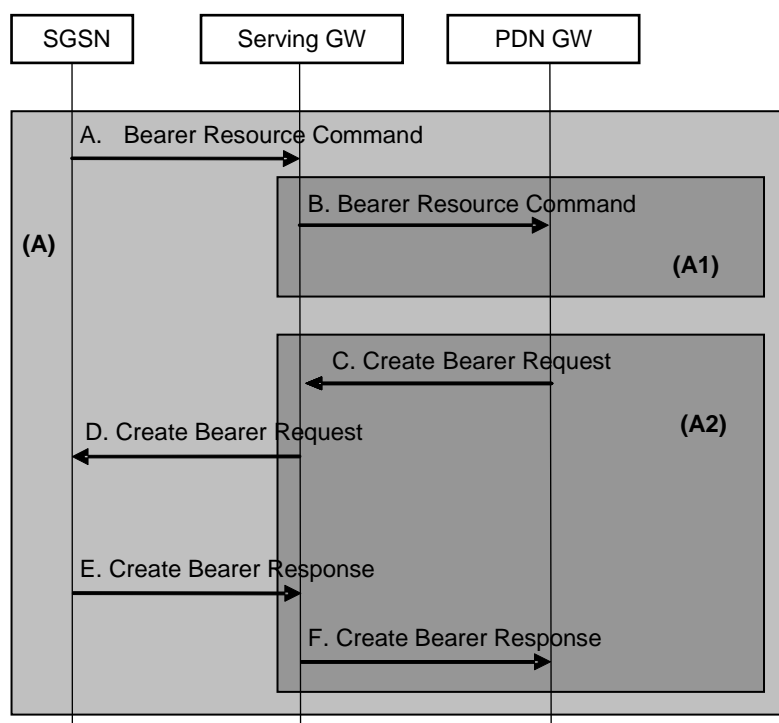 SGSN
Serving GW
PDN GW
A. Bearer Resource Command
B. Bearer Resource Command
(A)
(A1)
C. Create Bearer Request
(A2)
D. Create Bearer Request
E. Create Bearer Response
F. Create Bearer Response